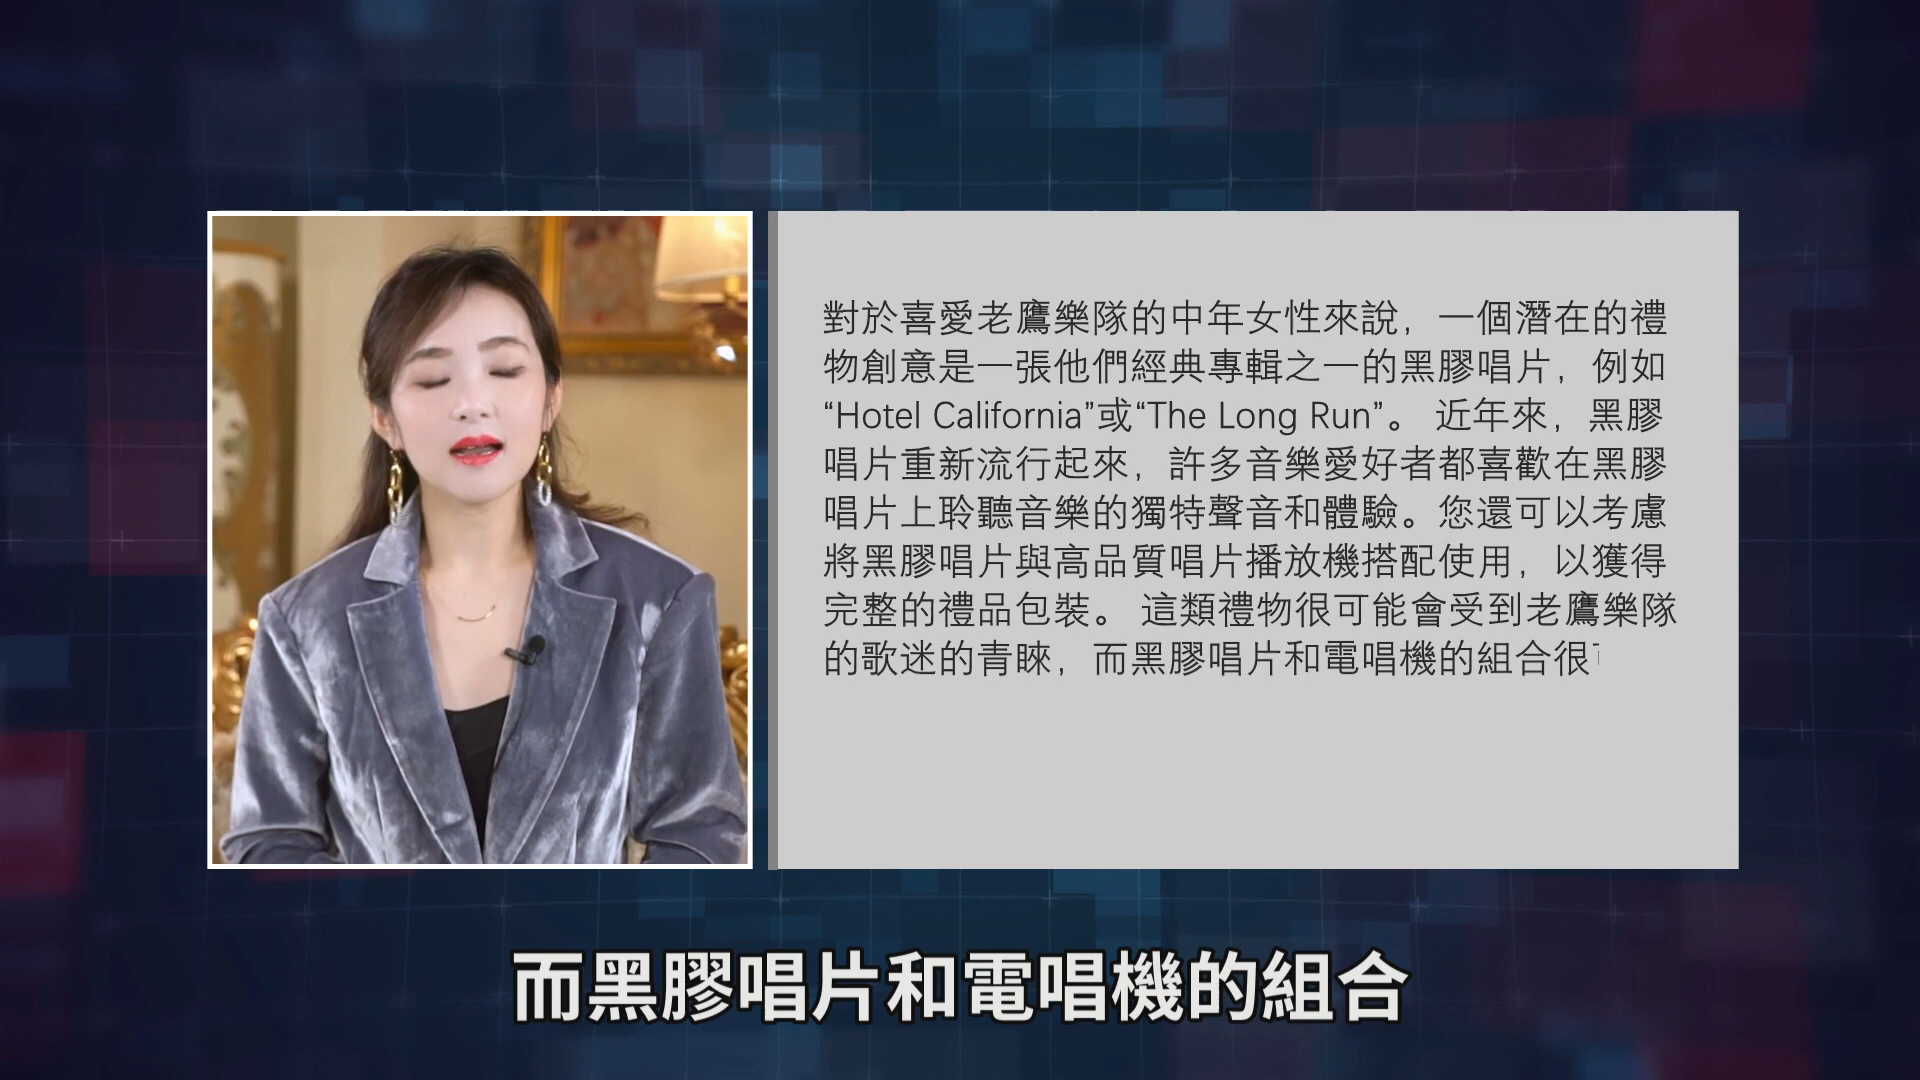 對於喜愛老鷹樂隊的中年女性來說，一個潛在的禮
物創意是一張他們經典專輯之一的黑膠唱片，例如
“Hotel California”或“The Long Run”。 近年來，黑膠
唱片重新流行起來，許多音樂愛好者都喜歡在黑膠
唱片上聆聽音樂的獨特聲音和體驗。您還可以考慮
將黑膠唱片與高品質唱片播放機搭配使用，以獲得
完整的禮品包裝。 這類禮物很可能會受到老鷹樂隊
的歌迷的青睞，而黑膠唱片和電唱機的組合很
而黑膠唱片和電唱機的組合